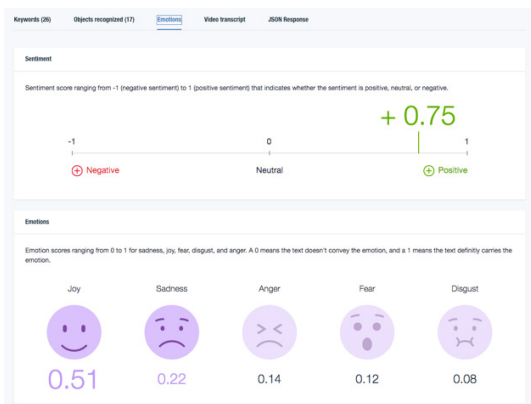 Keywords (26) Objects recognized (17) Emotions Video transcript JSON Response
Sentiment
Sentiment score ranging from -1 (negative sentiment) to 1 (positive sentiment) that indicates whether the sentiment is positive, neutral, or negative.
+ 0.75
-1 0 1
Negative Neutral Positive
Emotions
Emotion scores ranging from 0 to 1 for sadness, joy, fear, disgust, and anger. A 0 means the text doesn't convey the emotion, and a 1 means the text definitly carries the
emotion.
Joy Sadness Anger Fear Disgust
0.51 0.22 0.14 0.12 0.08